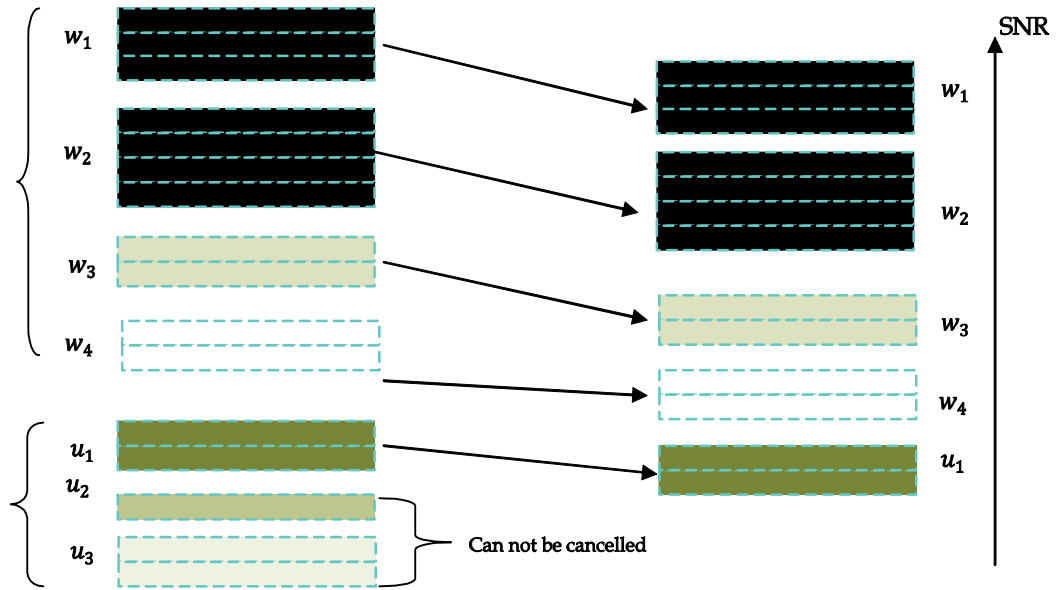 w₁
w₂
w₃
w₄
u₁
u₂
u₃
Can not be cancelled
SNR
w₁
w₂
w₃
w₄
u₁